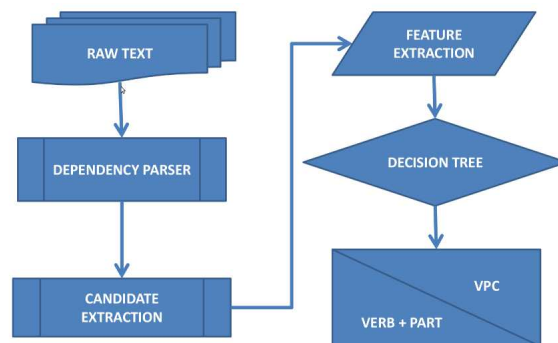 RAW TEXT
DEPENDENCY PARSER
CANDIDATE
EXTRACTION
FEATURE
EXTRACTION
DECISION TREE
VPC
VERB + PART